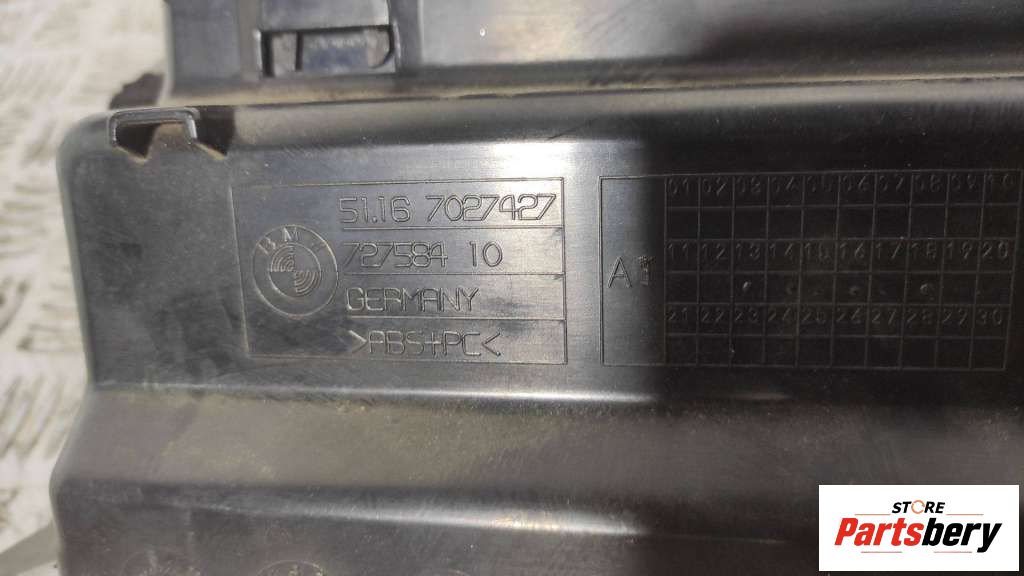 BMW
51.16 7027427
727584 10
GERMANY
>ABS+PC<
A1
01 02 03 04 05 06 07 08 09 10
11 12 13 14 15 16 17 18 19 20
21 22 23 24 25 26 27 28 29 30
STORE
Partsbery